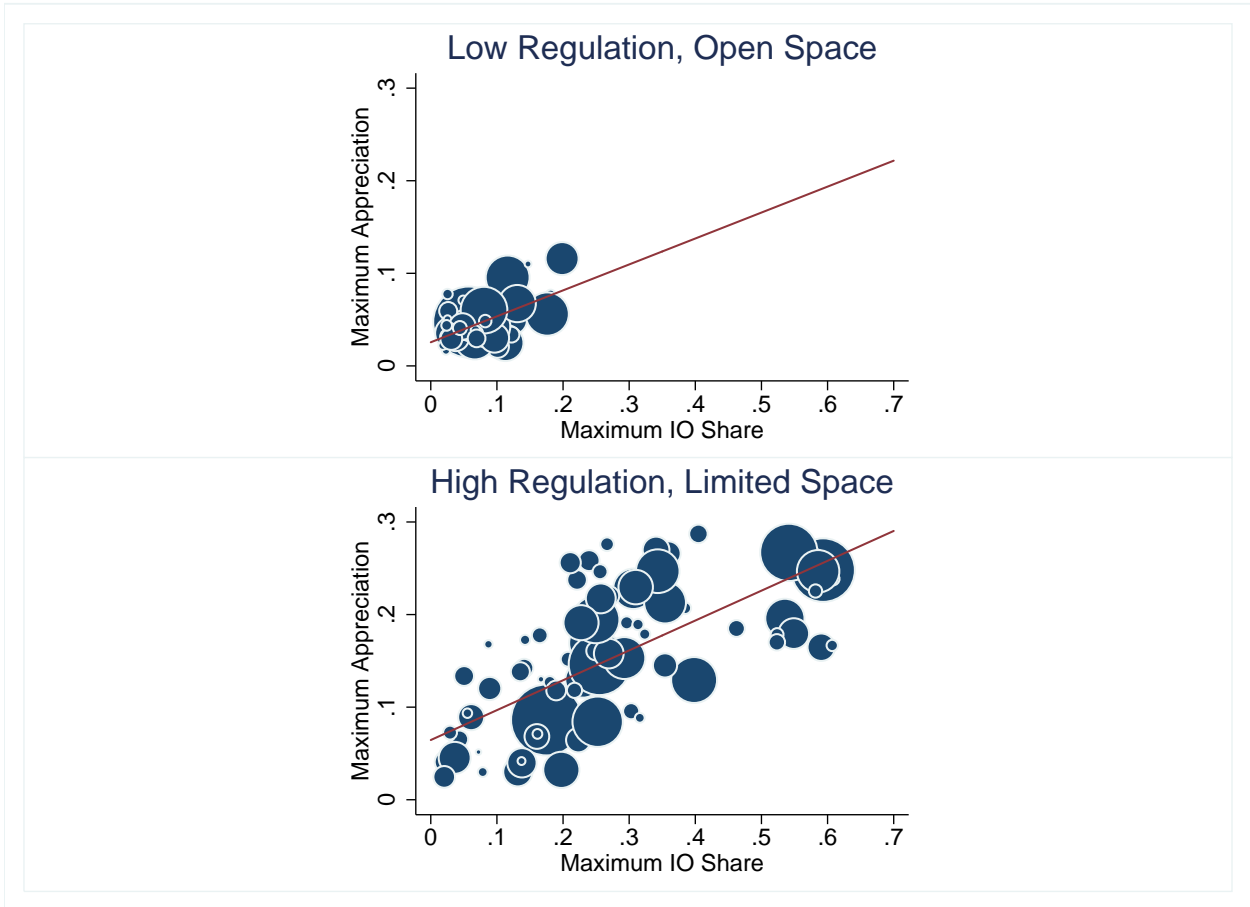 Low Regulation, Open Space
Maximum Appreciation
.3
.2
.1
0
0 .1 .2 .3 .4 .5 .6 .7
Maximum IO Share
High Regulation, Limited Space
Maximum Appreciation
.3
.2
.1
0
0 .1 .2 .3 .4 .5 .6 .7
Maximum IO Share